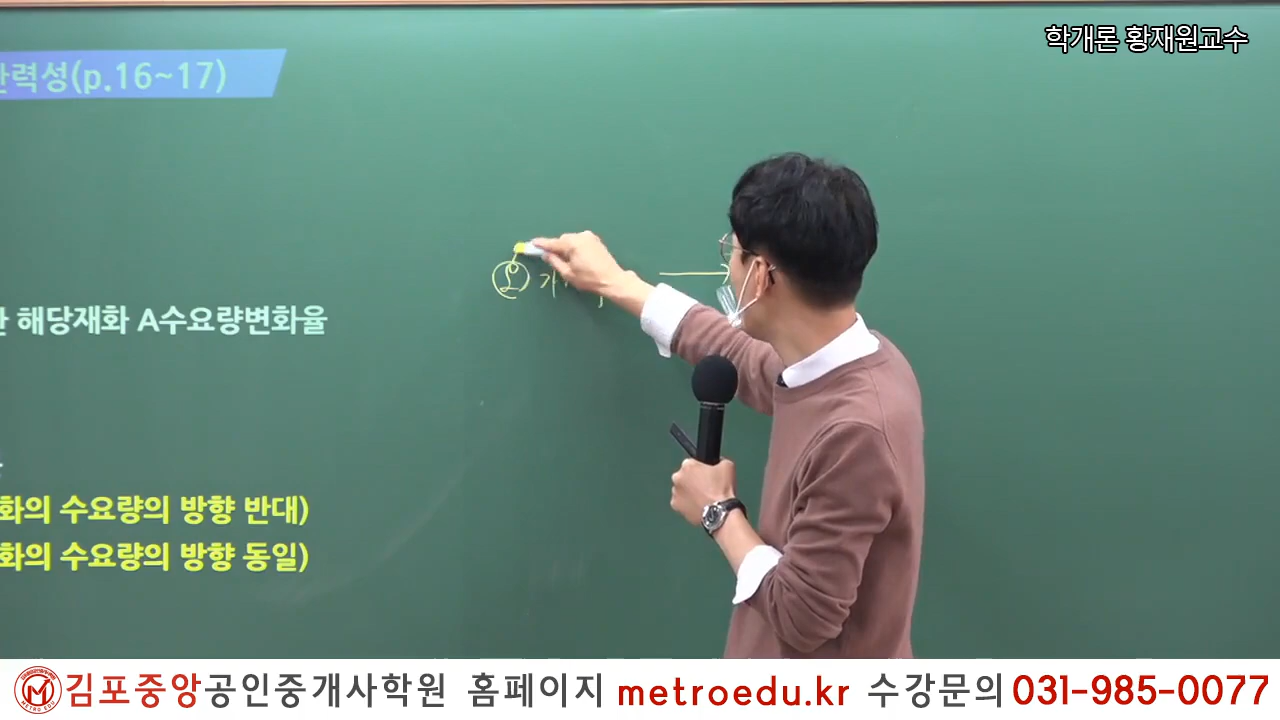 학개론 황재원교수
탄력성(p.16~17)
해당재화 A수요량변화율
화의 수요량의 방향 반대)
화의 수요량의 방향 동일)
METRO EDU 김포중앙공인중개사학원 홈페이지 metroedu.kr 수강문의 031-985-0077